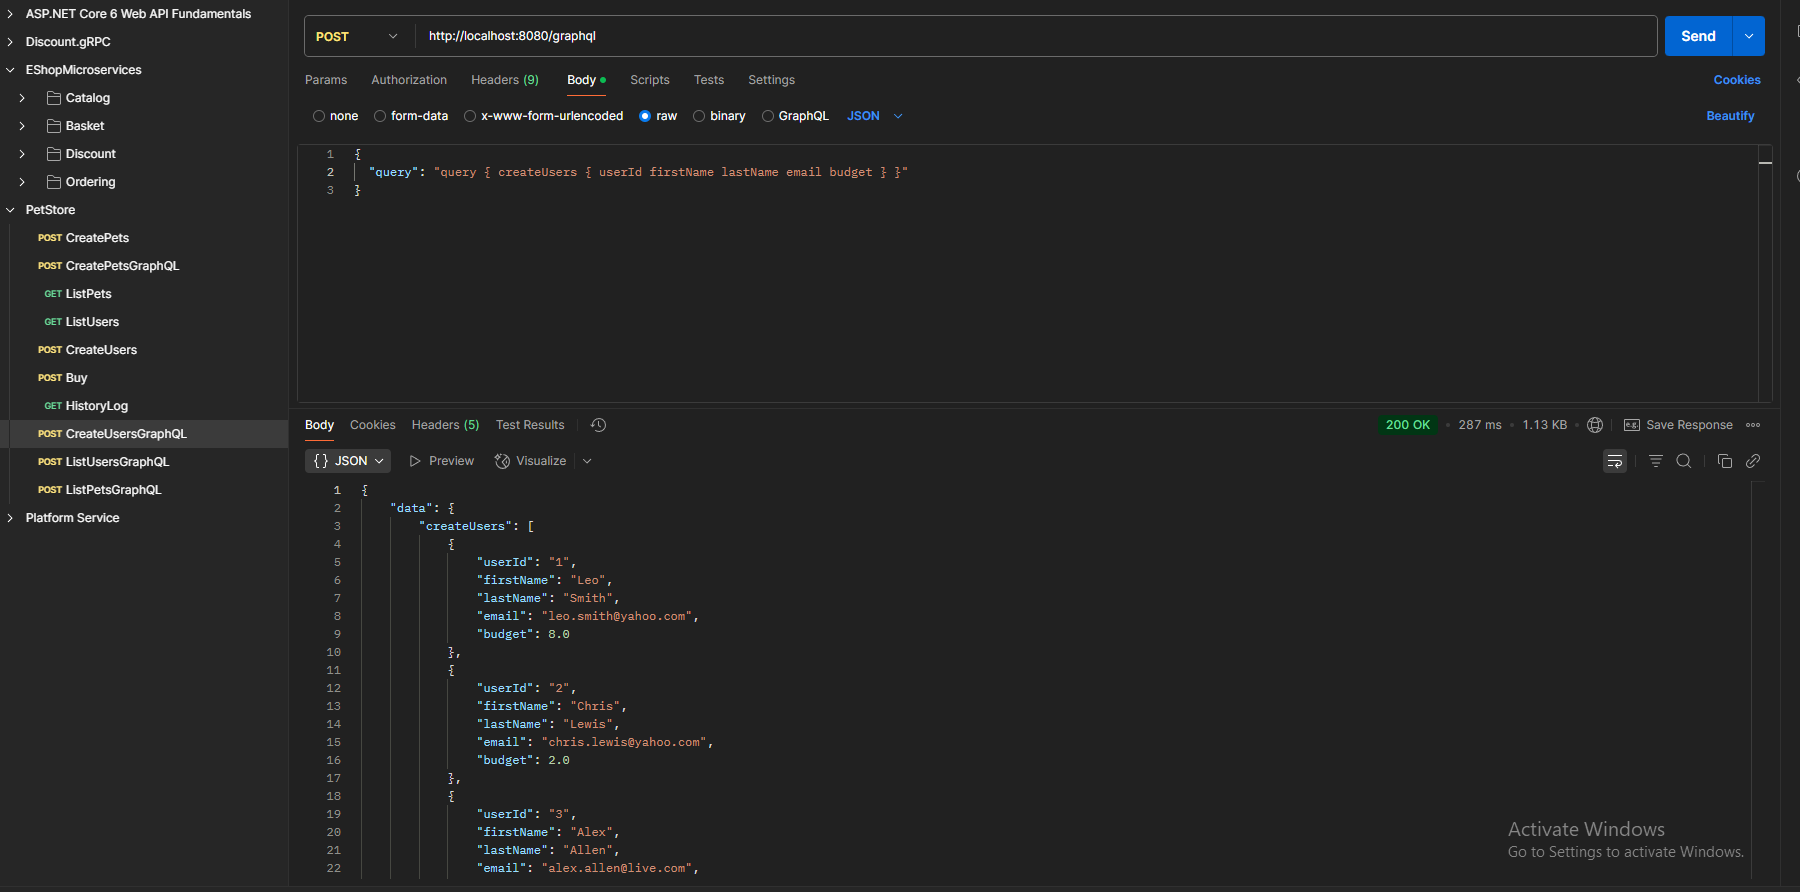 ASP.NET Core 6 Web API Fundamentals
Discount.gRPC
EShopMicroservices
Catalog
Basket
Discount
Ordering
PetStore
POST CreatePets
POST CreatePetsGraphQL
GET ListPets
GET ListUsers
POST CreateUsers
POST Buy
GET HistoryLog
POST CreateUsersGraphQL
POST ListUsersGraphQL
POST ListPetsGraphQL
Platform Service
POST http://localhost:8080/graphql Send
Params Authorization Headers (9) Body Scripts Tests Settings Cookies
none form-data x-www-form-urlencoded raw binary GraphQL JSON Beautify
1 {
2 "query": "query { createUsers { userId firstName lastName email budget } }"
3 }
Body Cookies Headers (5) Test Results 200 OK • 287 ms • 1.13 KB • e.g. Save Response
{} JSON Preview Visualize
1 {
2 "data": {
3 "createUsers": [
4 {
5 "userId": "1",
6 "firstName": "Leo",
7 "lastName": "Smith",
8 "email": "leo.smith@yahoo.com",
9 "budget": 8.0
10 },
11 {
12 "userId": "2",
13 "firstName": "Chris",
14 "lastName": "Lewis",
15 "email": "chris.lewis@yahoo.com",
16 "budget": 2.0
17 },
18 {
19 "userId": "3",
20 "firstName": "Alex",
21 "lastName": "Allen",
22 "email": "alex.allen@live.com",
Activate Windows
Go to Settings to activate Windows.